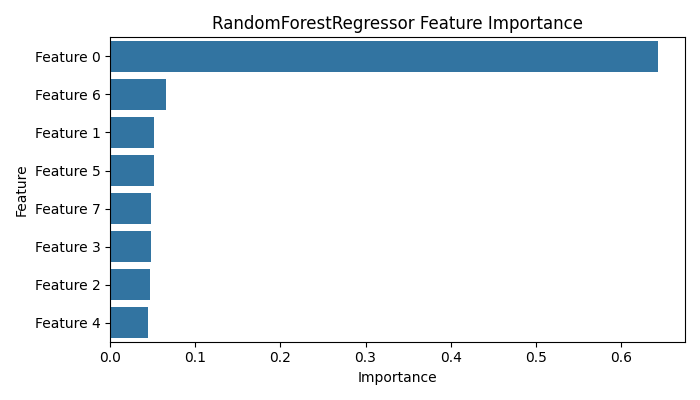 RandomForestRegressor Feature Importance
Feature 0
Feature 6
Feature 1
Feature 5
Feature 7
Feature 3
Feature 2
Feature 4
Feature
0.0 0.1 0.2 0.3 0.4 0.5 0.6
Importance